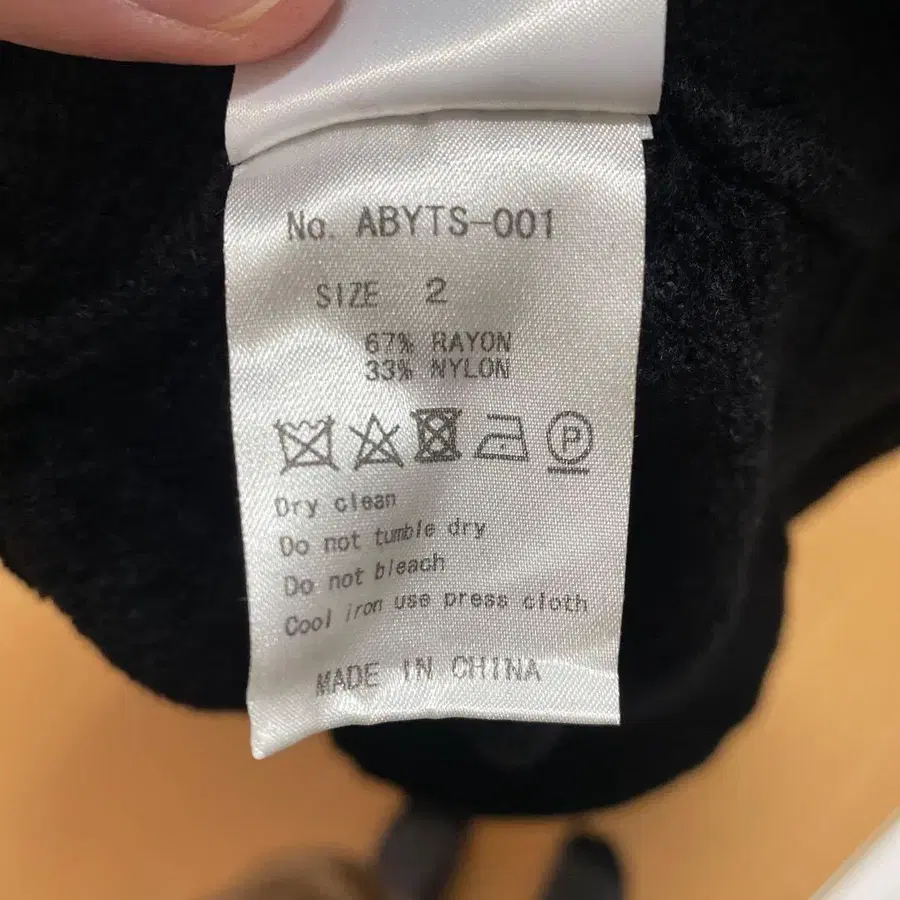 No. ABYTS-001
SIZE 2
67% RAYON
33% NYLON
P
Dry clean
Do not tumble dry
Do not bleach
Cool iron use press cloth
MADE IN CHINA